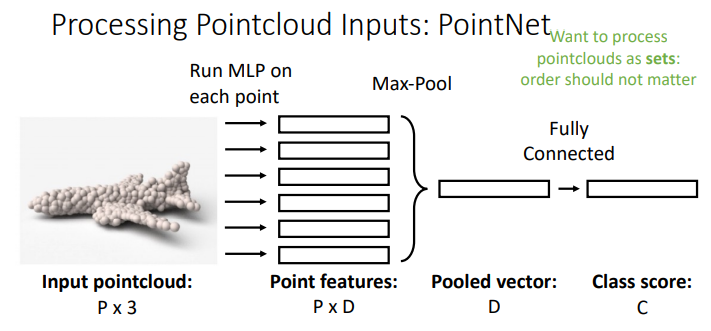 Processing Pointcloud Inputs: PointNet
Want to process
pointclouds as sets:
order should not matter
Run MLP on
each point
Max-Pool
Fully
Connected
Input pointcloud:
P x 3
Point features:
P x D
Pooled vector:
D
Class score:
C